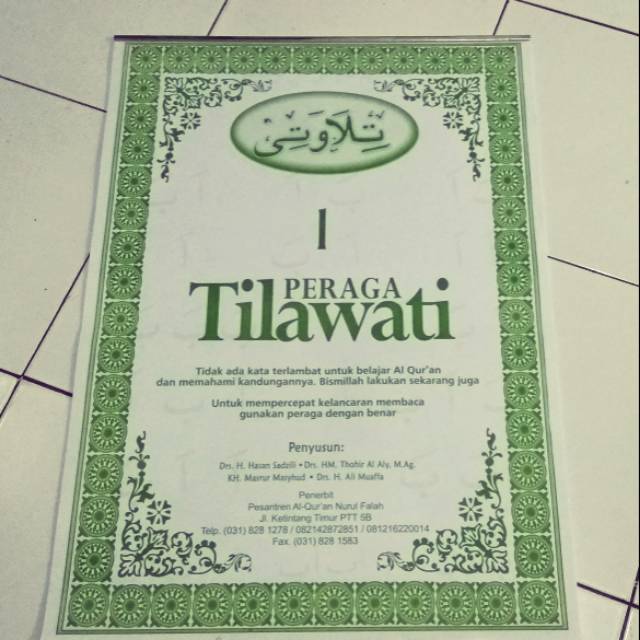 تِلَاوَتِىْ
١
PERAGA
Tilawati
Tidak ada kata terlambat untuk belajar Al Qur'an
dan memahami kandungannya. Bismillah lakukan sekarang juga
Untuk mempercepat kelancaran membaca
gunakan peraga dengan benar
Penyusun:
Drs. H. Hasan Sadzili • Drs. HM. Thohir Al Aly, M.Ag.
KH. Masrur Masyhud • Drs. H. Ali Muaffa
Penerbit
Pesantren Al-Qur'an Nurul Falah
Jl. Ketintang Timur PTT 5B
Telp. (031) 828 1278 / 082142872851 / 081216220014
Fax. (031) 828 1583